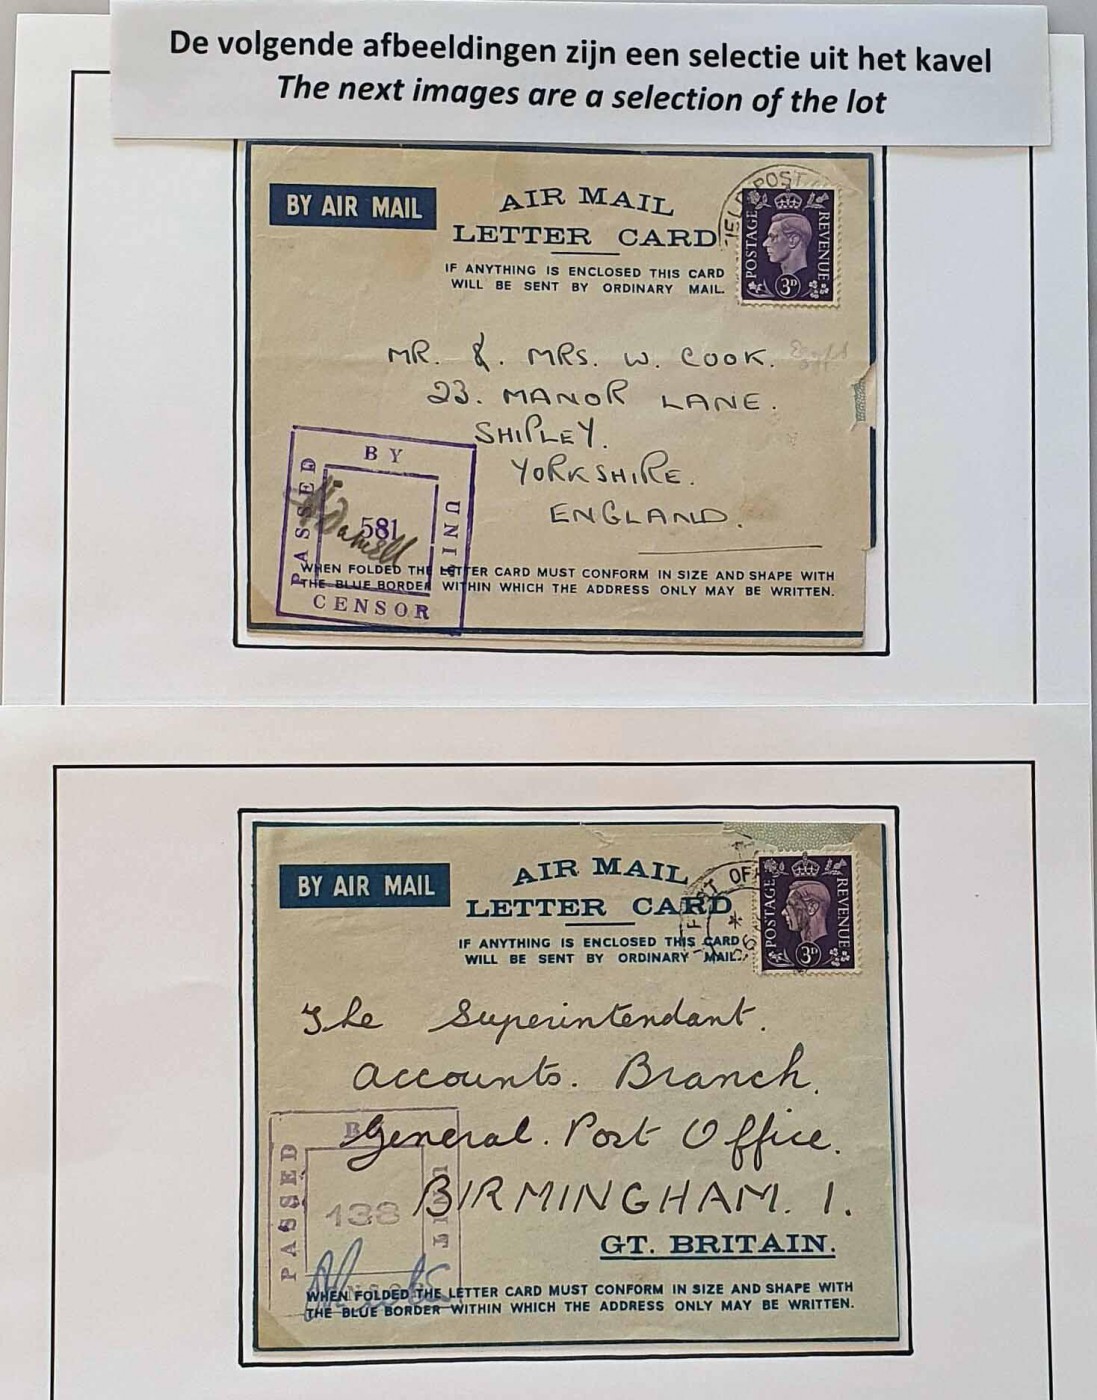 De volgende afbeeldingen zijn een selectie uit het kavel
The next images are a selection of the lot
BY AIR MAIL
AIR MAIL
LETTER CARD
IF ANYTHING IS ENCLOSED THIS CARD
WILL BE SENT BY ORDINARY MAIL.
POST
POSTAGE
REVENUE
3D
MR. & MRS. W. COOK.
23. MANOR LANE.
SHIPLEY.
YORKSHIRE.
ENGLAND.
PASSED
BY
UNIT
CENSOR
581
WHEN FOLDED THE LETTER CARD MUST CONFORM IN SIZE AND SHAPE WITH
THE BLUE BORDER WITHIN WHICH THE ADDRESS ONLY MAY BE WRITTEN.
BY AIR MAIL
AIR MAIL
LETTER CARD
IF ANYTHING IS ENCLOSED THIS CARD
WILL BE SENT BY ORDINARY MAIL.
POSTAGE
REVENUE
3D
The Superintendant.
Accounts. Branch.
General. Post Office.
BIRMINGHAM. 1.
GT. BRITAIN.
PASSED
BY
UNIT
138
WHEN FOLDED THE LETTER CARD MUST CONFORM IN SIZE AND SHAPE WITH
THE BLUE BORDER WITHIN WHICH THE ADDRESS ONLY MAY BE WRITTEN.